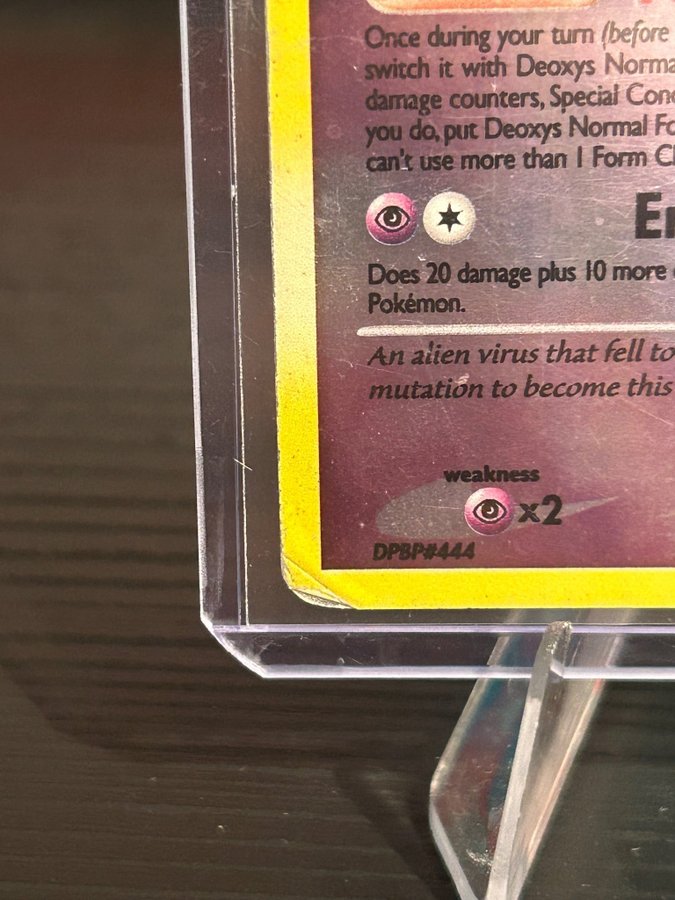 Once during your turn (before
switch it with Deoxys Norma
damage counters, Special Con
you do, put Deoxys Normal Fo
can't use more than 1 Form C
En
Does 20 damage plus 10 more
Pokémon.
An alien virus that fell to
mutation to become this
weakness
x2
DPBP#444